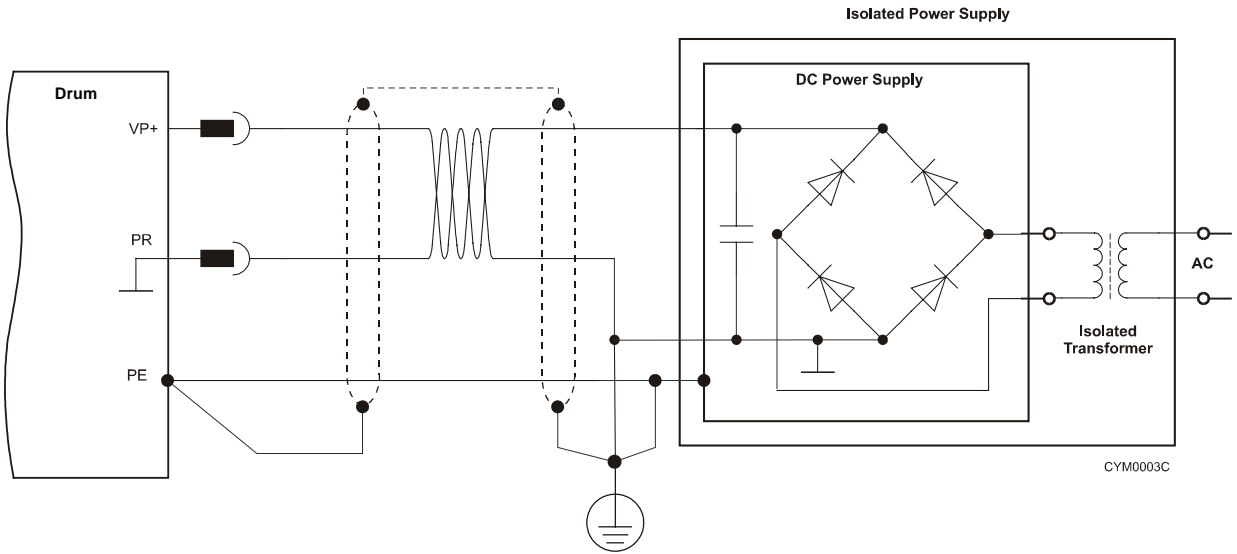 Isolated Power Supply
DC Power Supply
Drum
VP+
PR
AC
Isolated
Transformer
PE
CYM0003C